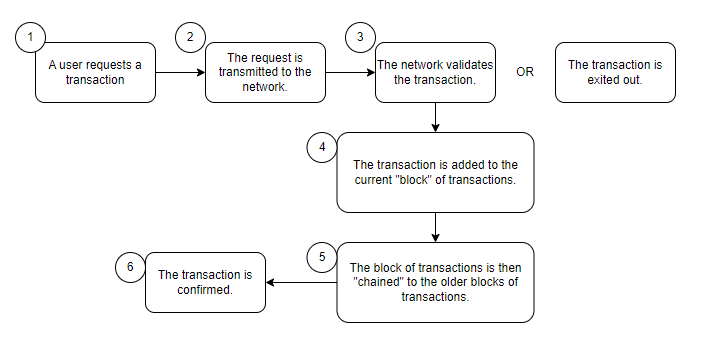 1
A user requests a
transaction
2
The request is
transmitted to the
network.
3
The network validates
the transaction.
OR
The transaction is
exited out.
4
The transaction is added to the
current "block" of transactions.
5
The block of transactions is then
"chained" to the older blocks of
transactions.
6
The transaction is
confirmed.